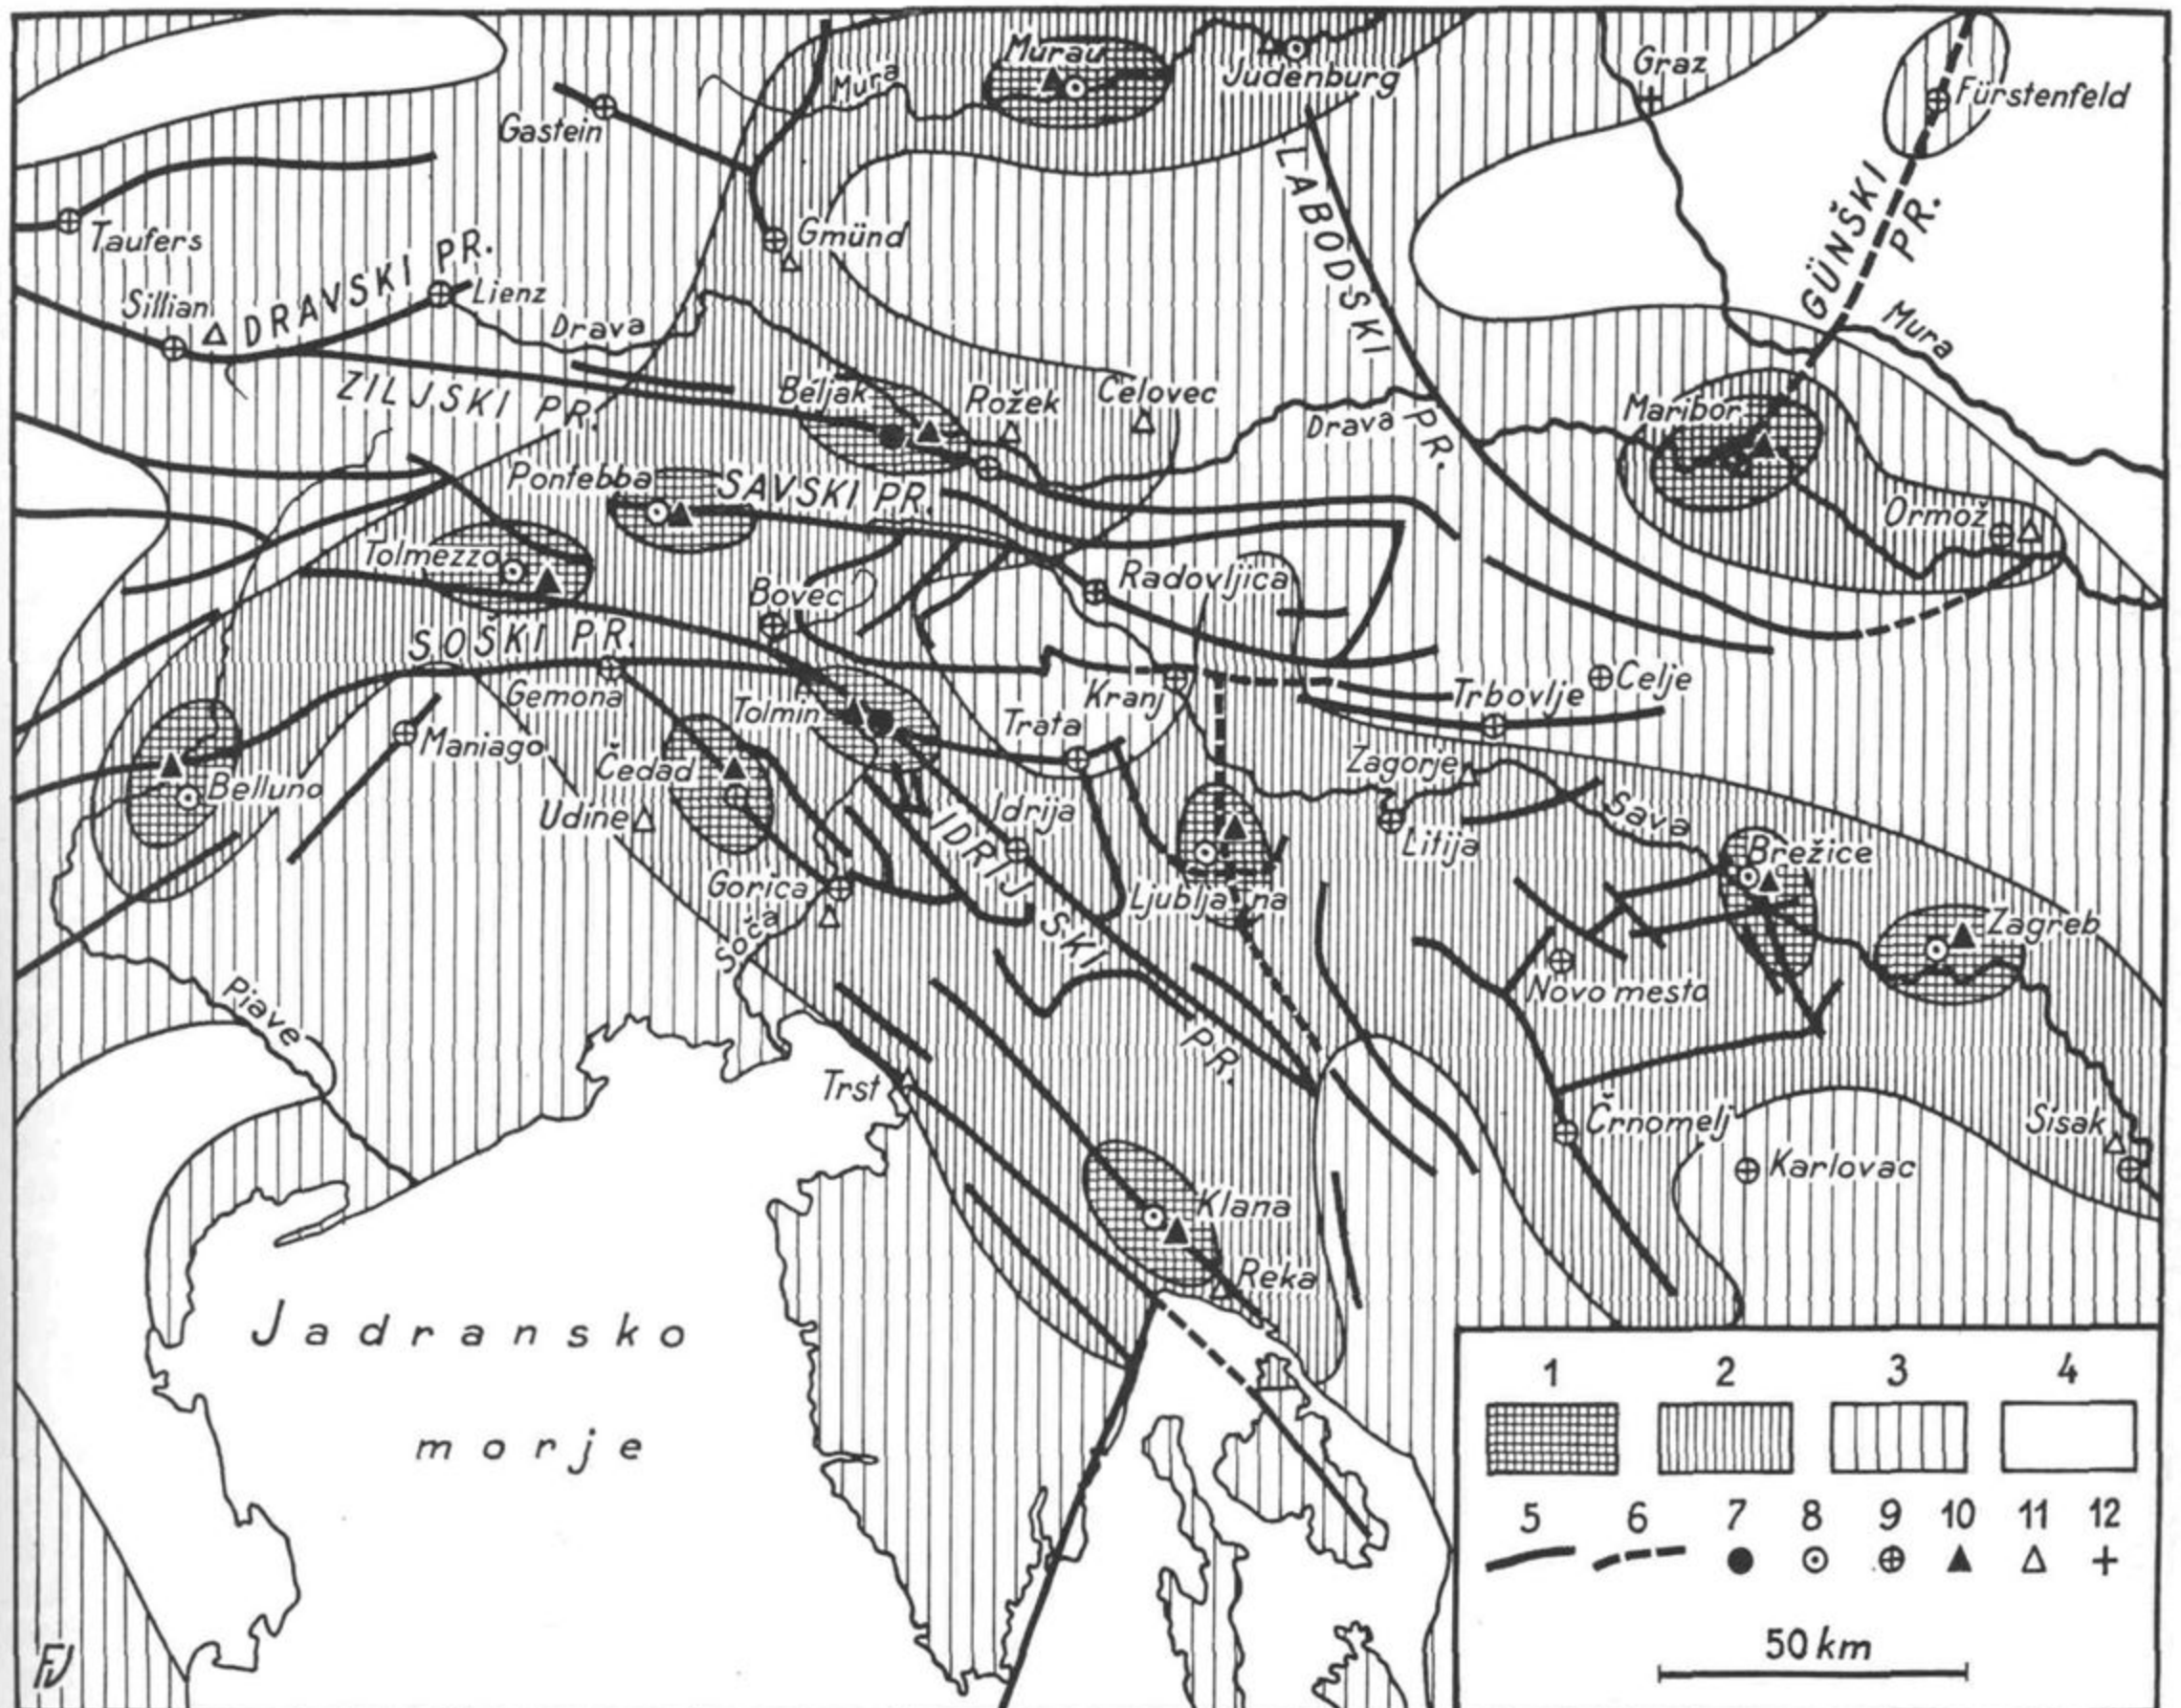 Murau
Judenburg
Graz
Fürstenfeld
Mura
Gastein
LABODSKI PR.
GÜNŠKI PR.
Taufers
Gmünd
DRAVSKI PR.
Sillian
Lienz
Drava
Mura
ZILJSKI PR.
Beljak
Rožek
Celovec
Drava
Maribor
Pontebba
SAVSKI PR.
Ormož
Tolmezzo
Bovec
Radovljica
SOŠKI PR.
Gemona
Kranj
Trbovlje
Celje
Maniago
Tolmin
Trata
Čedad
Zagorje
Belluno
Udine
Idrija
Litija
Sava
Brežice
Gorica
IDRIJSKI PR.
Ljubljana
Zagreb
Soča
Novo mesto
Piave
Trst
Črnomelj
Sisak
Karlovac
Klana
Reka
Jadransko
morje
1 2 3 4
5 6 7 8 9 10 11 12
50 km
FJ